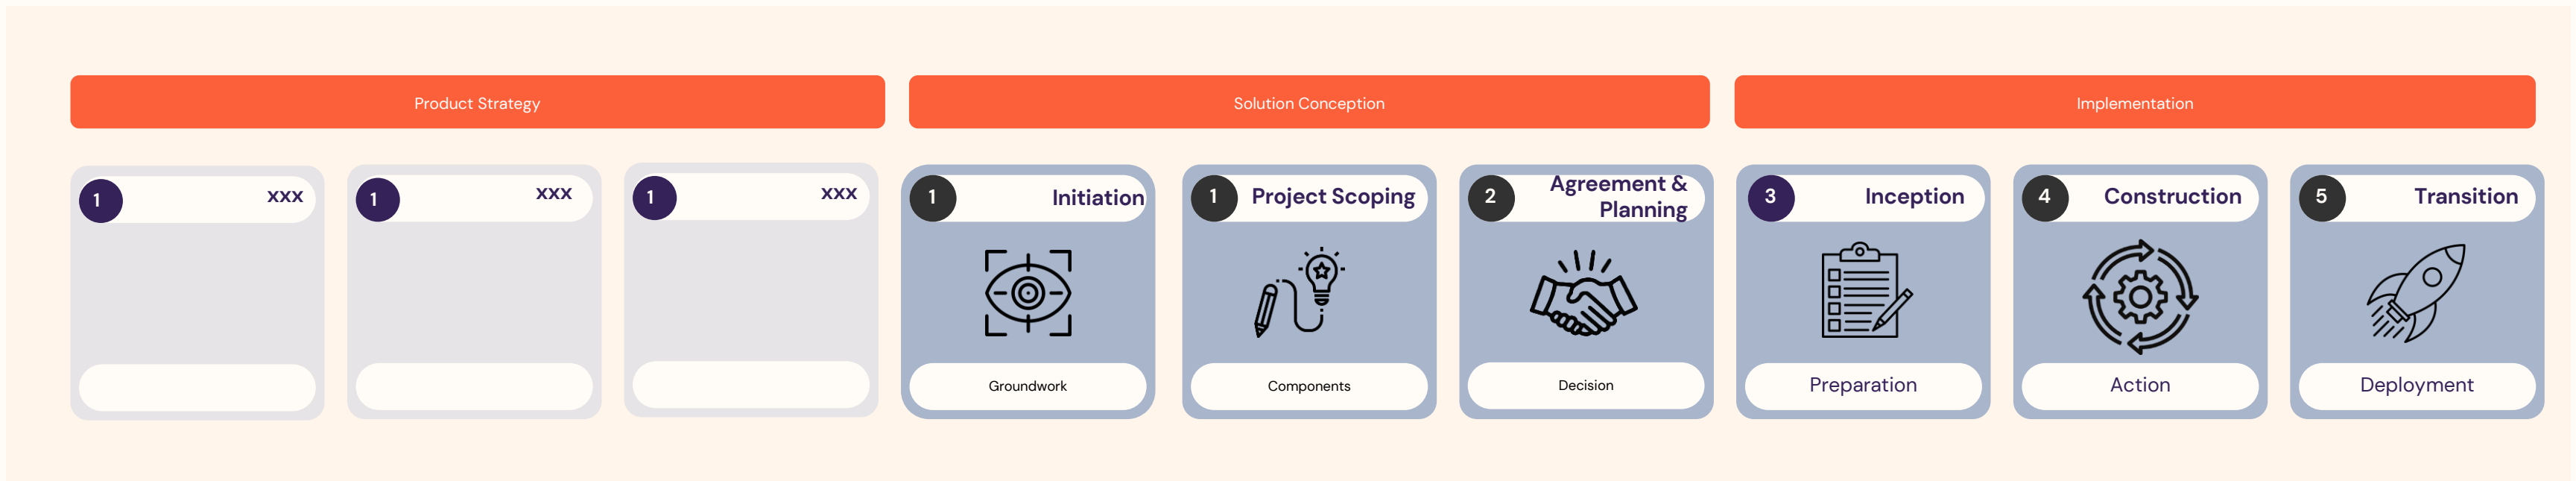 Product Strategy
Solution Conception
Implementation
1 xxx
1 xxx
1 xxx
1 Initiation
Groundwork
1 Project Scoping
Components
2 Agreement &
Planning
Decision
3 Inception
Preparation
4 Construction
Action
5 Transition
Deployment